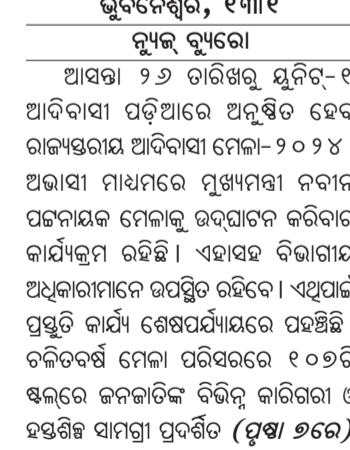 ଭୁବନେଶ୍ୱର, ୧୩ା୧
ନ୍ୟୁଜ୍ ବ୍ୟୁରୋ
ଆସନ୍ତା ୨୬ ତାରିଖରୁ ୟୁନିଟ୍-୧
ଆଦିବାସୀ ପଡ଼ିଆରେ ଅନୁଷ୍ଠିତ ହେବ
ରାଜ୍ୟସ୍ତରୀୟ ଆଦିବାସୀ ମେଳା-୨୦୨୪
ଅଭାସୀ ମାଧ୍ୟମରେ ମୁଖ୍ୟମନ୍ତ୍ରୀ ନବୀନ
ପଟ୍ଟନାୟକ ମେଳାକୁ ଉଦ୍‌ଘାଟନ କରିବାର
କାର୍ଯ୍ୟକ୍ରମ ରହିଛି। ଏହାସହ ବିଭାଗୀୟ
ଅଧିକାରୀମାନେ ଉପସ୍ଥିତ ରହିବେ। ଏଥିପାଇଁ
ପ୍ରସ୍ତୁତି କାର୍ଯ୍ୟ ଶେଷପର୍ଯ୍ୟାୟରେ ପହଞ୍ଚିଛି
ଚଳିତବର୍ଷ ମେଳା ପରିସରରେ ୧୦୭ଟି
ଷ୍ଟଲ୍‌ରେ ଜନଜାତିଙ୍କ ବିଭିନ୍ନ କାରିଗରୀ ଓ
ହସ୍ତଶିଳ୍ପ ସାମଗ୍ରୀ ପ୍ରଦର୍ଶିତ (ପୃଷ୍ଠା ୭ରେ)